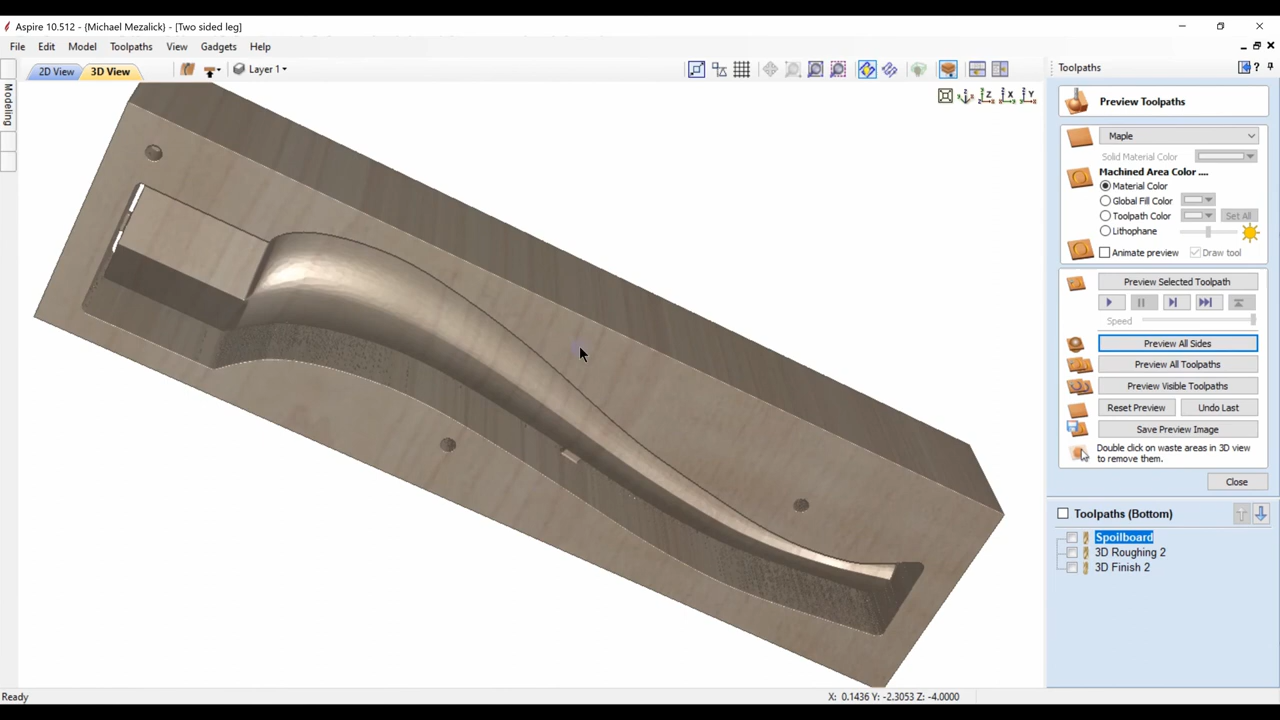 Aspire 10.512 - {Michael Mezalick} - [Two sided leg]
File Edit Model Toolpaths View Gadgets Help
2D View 3D View Layer 1
Toolpaths
Modeling
Z X Y
Preview Toolpaths
Maple
Solid Material Color
Machined Area Color ....
Material Color
Global Fill Color
Toolpath Color Set All
Lithophane
Animate preview Draw tool
Preview Selected Toolpath
Speed
Preview All Sides
Preview All Toolpaths
Preview Visible Toolpaths
Reset Preview Undo Last
Save Preview Image
Double click on waste areas in 3D view
to remove them.
Close
Toolpaths (Bottom)
Spoilboard
3D Roughing 2
3D Finish 2
Ready X: 0.1436 Y: -2.3053 Z: -4.0000